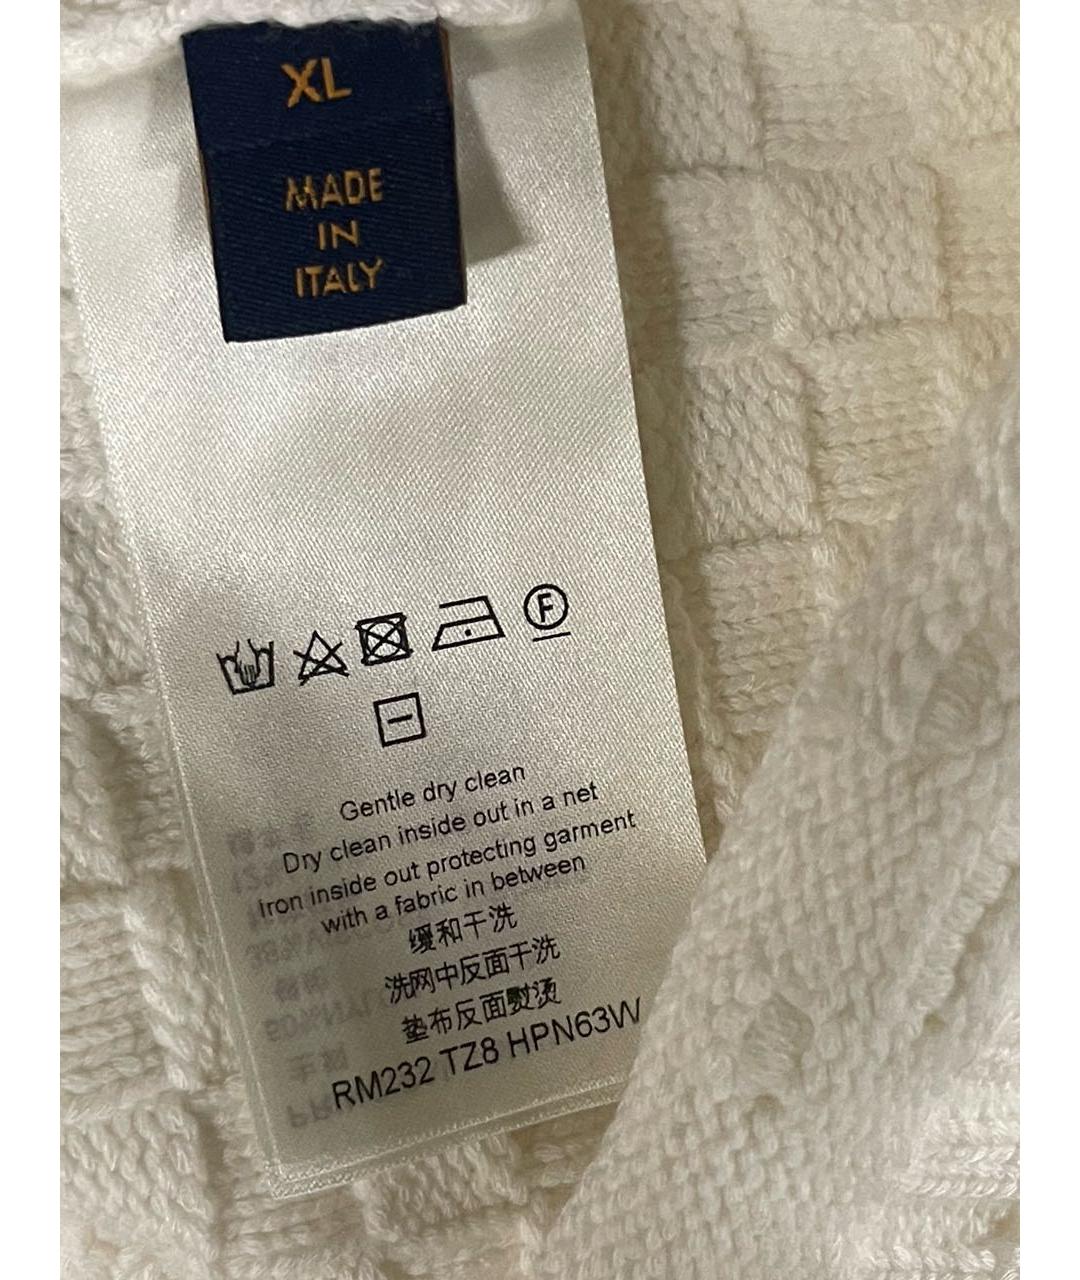 XL
MADE
IN
ITALY
F
Gentle dry clean
Dry clean inside out in a net
Iron inside out protecting garment
with a fabric in between
缓和干洗
洗网中反面干洗
垫布反面熨烫
RM232 TZ8 HPN63W